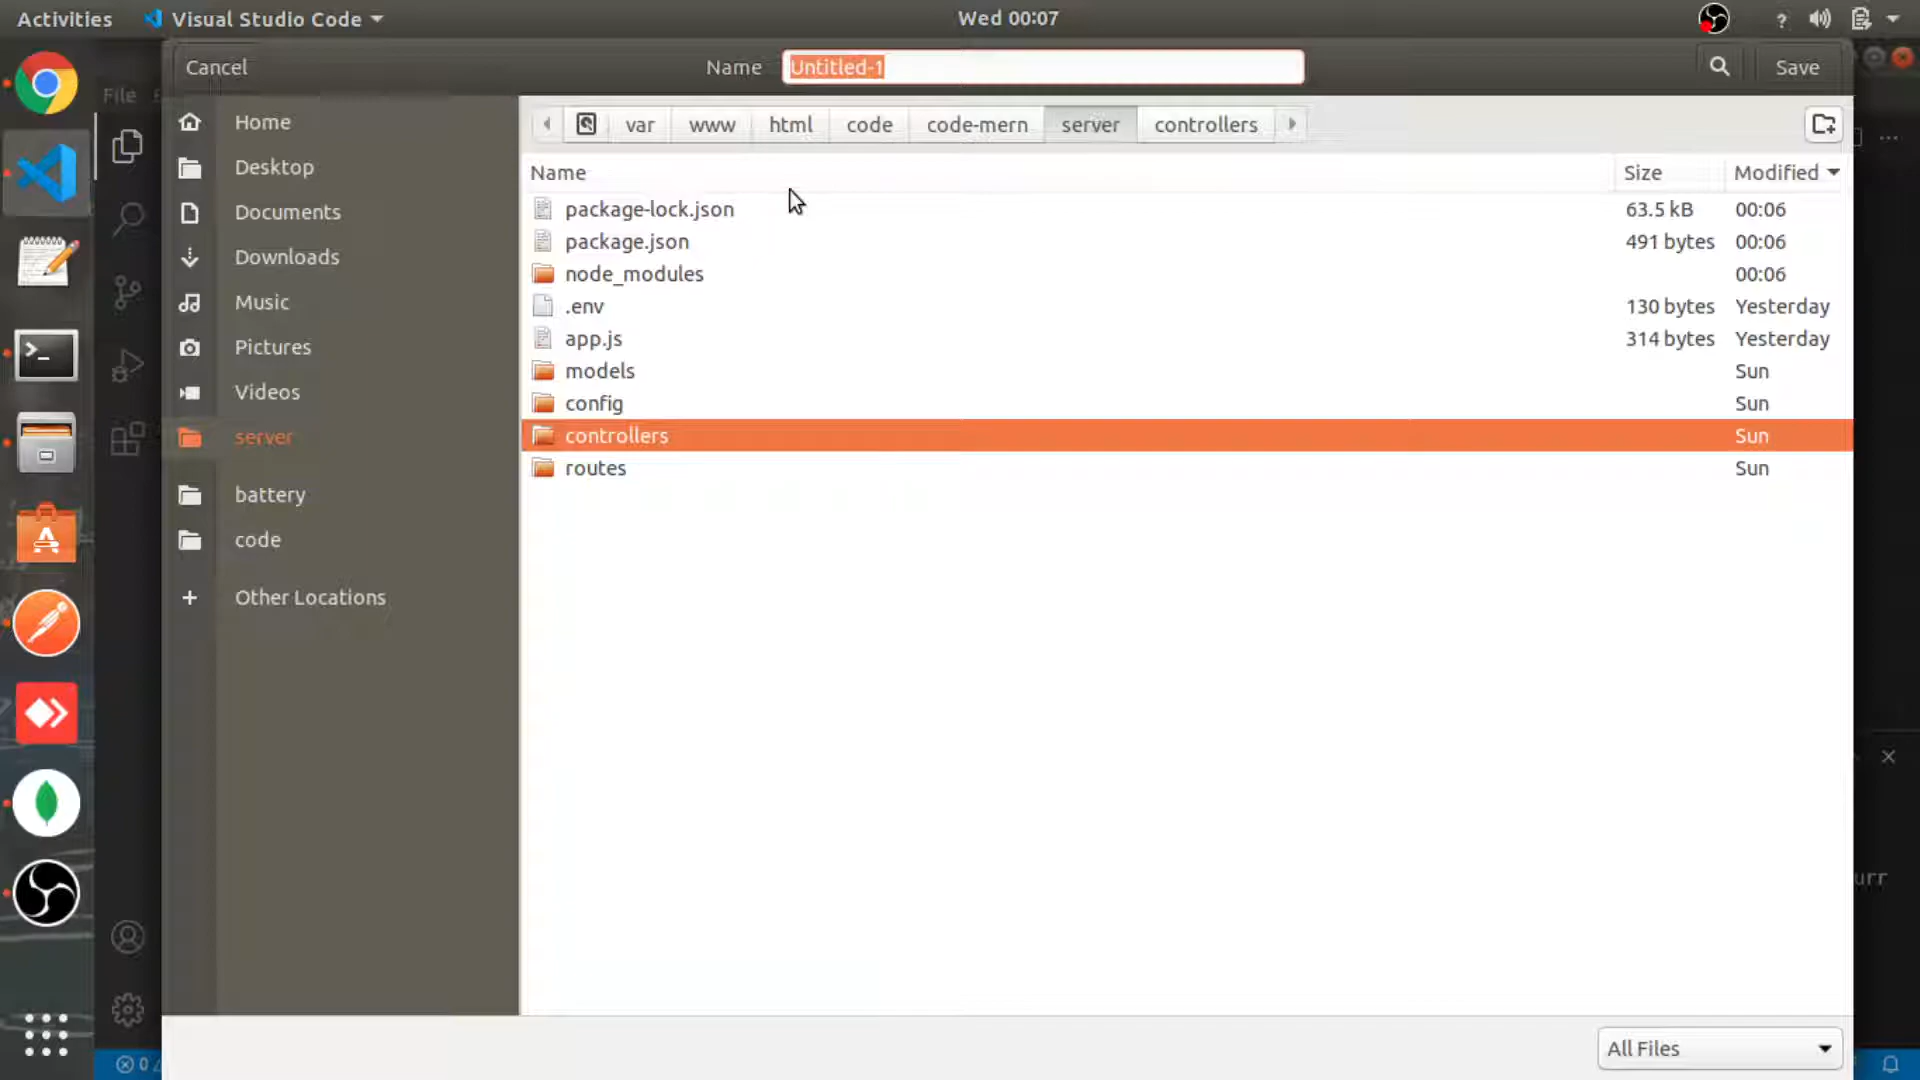 Activities
Visual Studio Code
Wed 00:07
?
Cancel
Name
Untitled-1
Save
File
Home
Desktop
Documents
Downloads
Music
Pictures
Videos
server
battery
code
+ Other Locations
var
www
html
code
code-mern
server
controllers
Name
Size
Modified
package-lock.json 63.5 kB 00:06
package.json 491 bytes 00:06
node_modules 00:06
.env 130 bytes Yesterday
app.js 314 bytes Yesterday
models Sun
config Sun
controllers Sun
routes Sun
urr
0
All Files